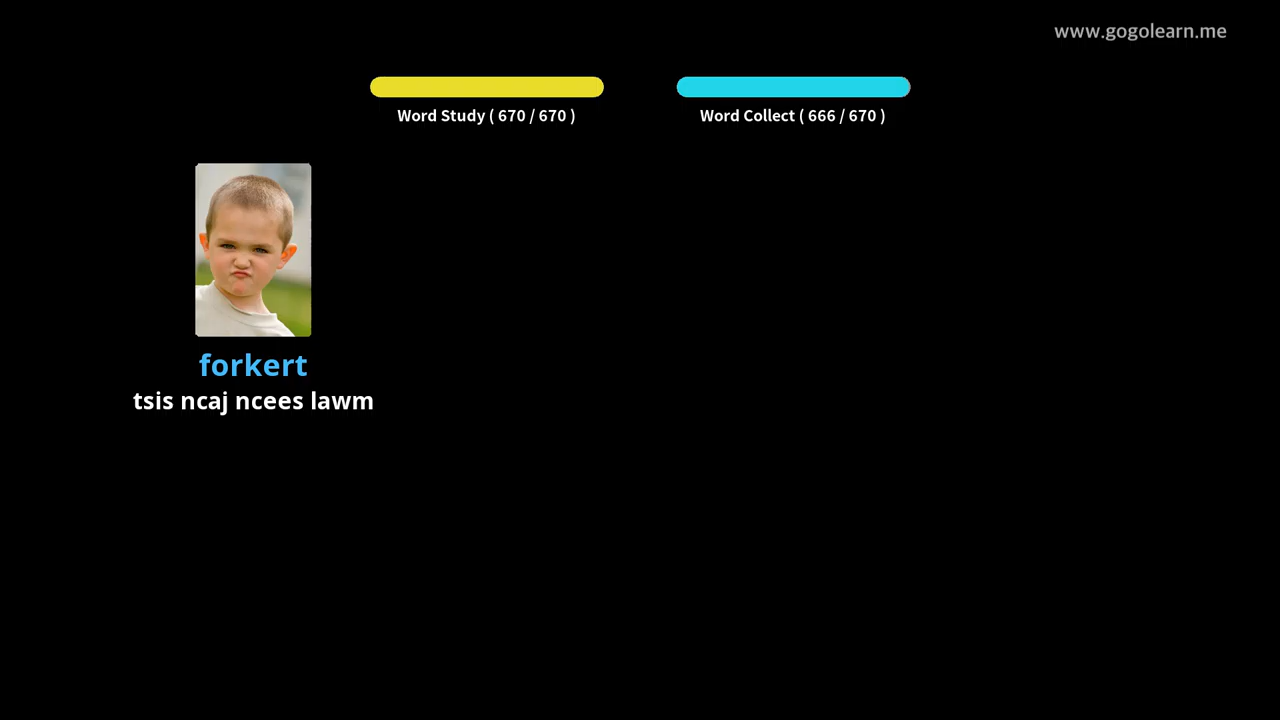 www.gogolearn.me
Word Study ( 670 / 670 )
Word Collect ( 666 / 670 )
forkert
tsis ncaj ncees lawm